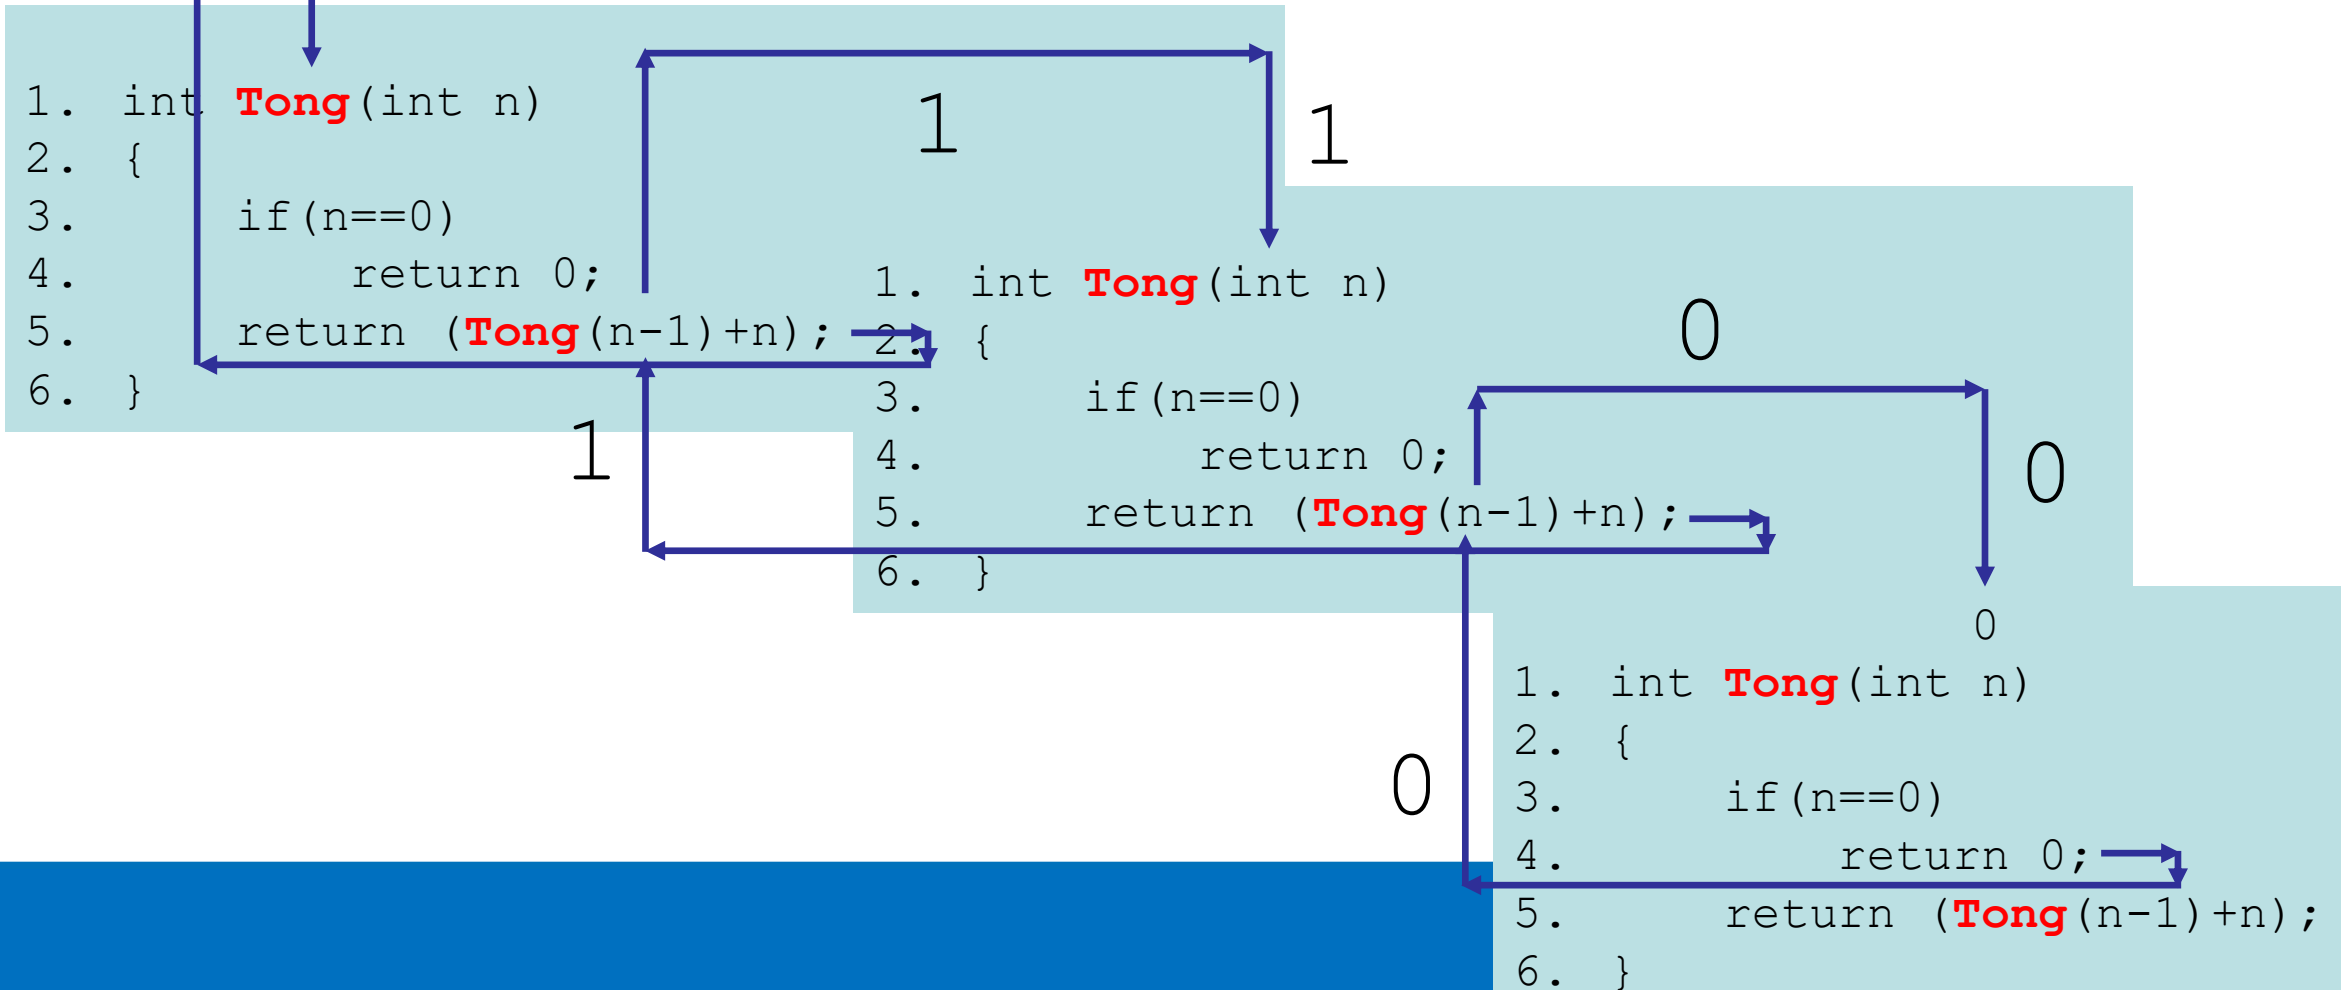 1. int Tong(int n)
2. {
3. if(n==0)
4. return 0;
5. return (Tong(n-1)+n);
6. }
1
1
1
1. int Tong(int n)
2. {
3. if(n==0)
4. return 0;
5. return (Tong(n-1)+n);
6. }
0
0
0
0
1. int Tong(int n)
2. {
3. if(n==0)
4. return 0;
5. return (Tong(n-1)+n);
6. }